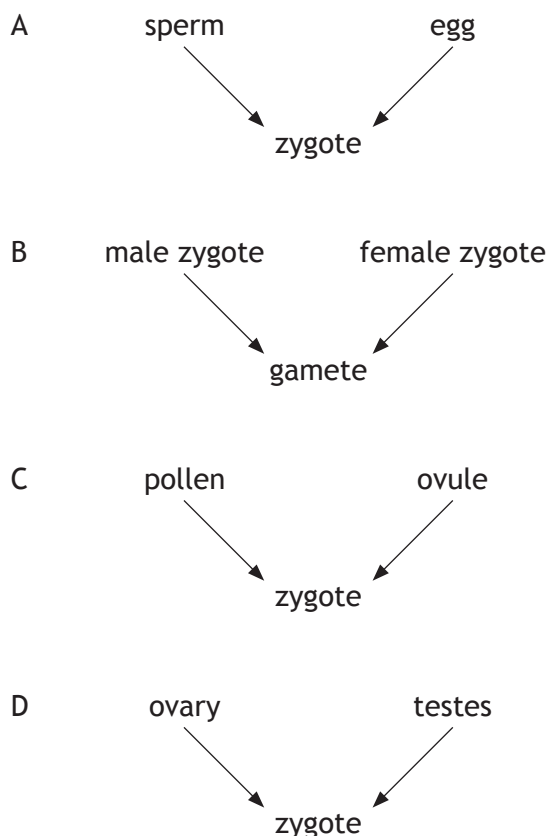 A sperm egg
zygote
B male zygote female zygote
gamete
C pollen ovule
zygote
D ovary testes
zygote